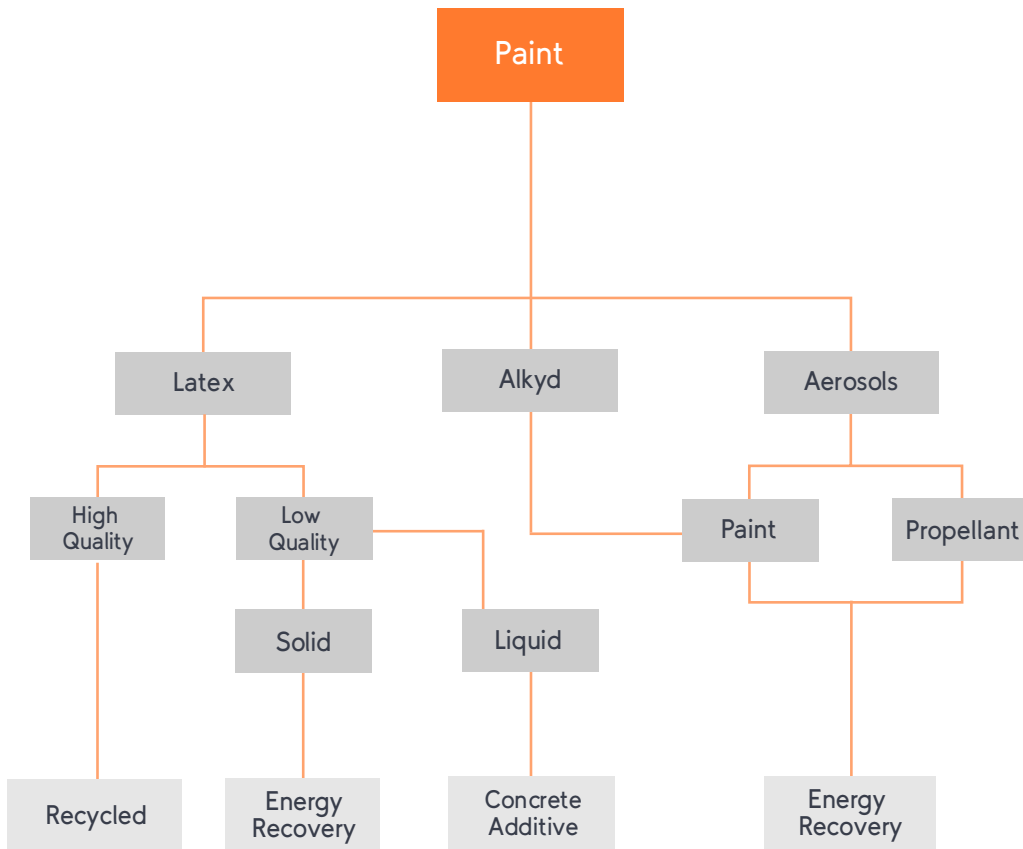 Paint
Latex
Alkyd
Aerosols
High
Quality
Low
Quality
Paint
Propellant
Solid
Liquid
Recycled
Energy
Recovery
Concrete
Additive
Energy
Recovery